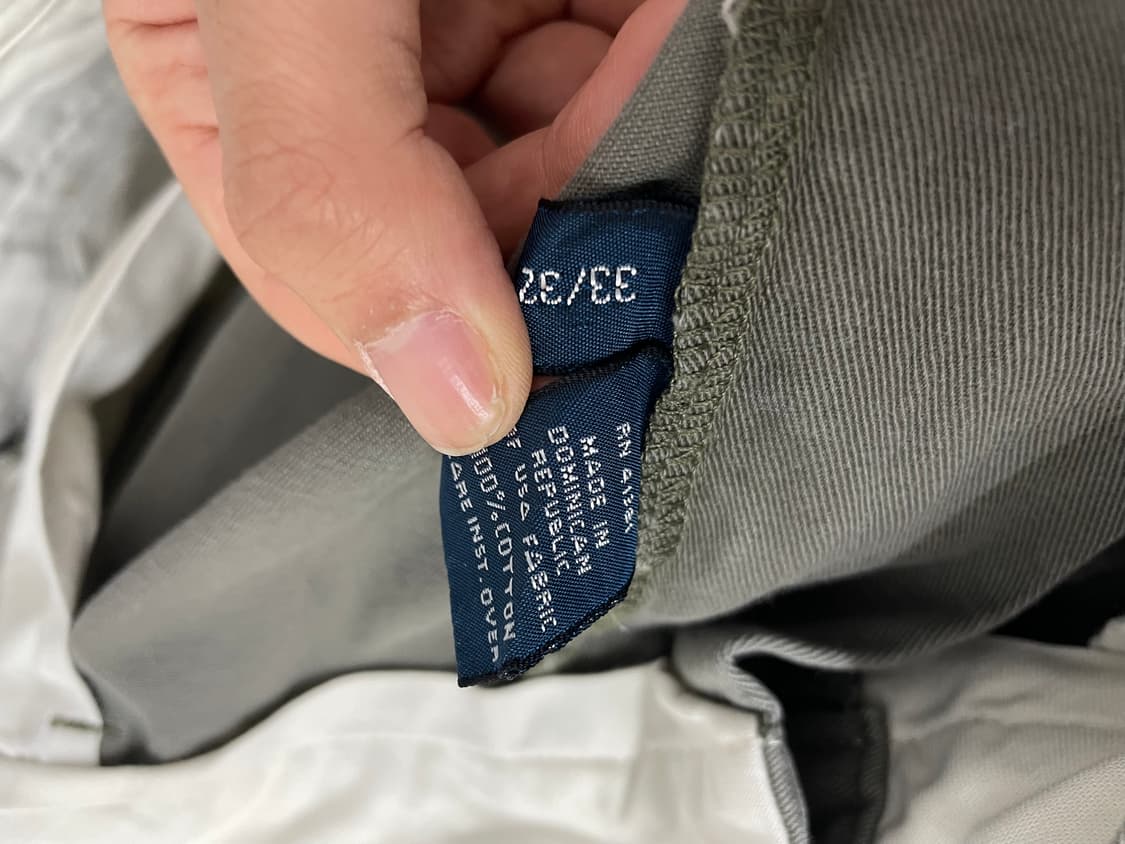 33/32
MADE IN
DOMINICAN
REPUBLIC
USA FABRIC
100% COTTON
INST. OVER